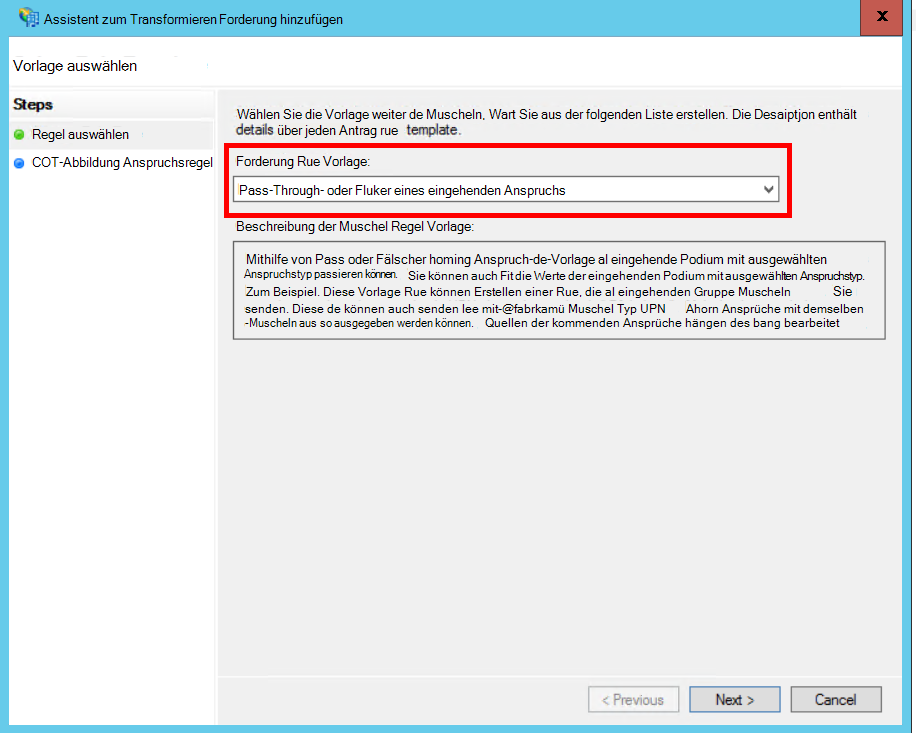 Assistent zum Transformieren Forderung hinzufügen
x
Vorlage auswählen
Steps
Regel auswählen
COT-Abbildung Anspruchsregel
Wählen Sie die Vorlage weiter de Muscheln, Wart Sie aus der folgenden Liste erstellen. Die Desaiptjon enthält
details über jeden Antrag rue template.
Forderung Rue Vorlage:
Pass-Through- oder Fluker eines eingehenden Anspruchs
Beschreibung der Muschel Regel Vorlage:
Mithilfe von Pass oder Fälscher homing Anspruch-de-Vorlage al eingehende Podium mit ausgewählten
Anspruchstyp passieren können. Sie können auch Fit die Werte der eingehenden Podium mit ausgewählten Anspruchstyp.
Zum Beispiel. Diese Vorlage Rue können Erstellen einer Rue, die al eingehenden Gruppe Muscheln Sie
senden. Diese de können auch senden lee mit-@fabrkamü Muschel Typ UPN Ahorn Ansprüche mit demselben
-Muscheln aus so ausgegeben werden können. Quellen der kommenden Ansprüche hängen des bang bearbeitet
< Previous
Next >
Cancel